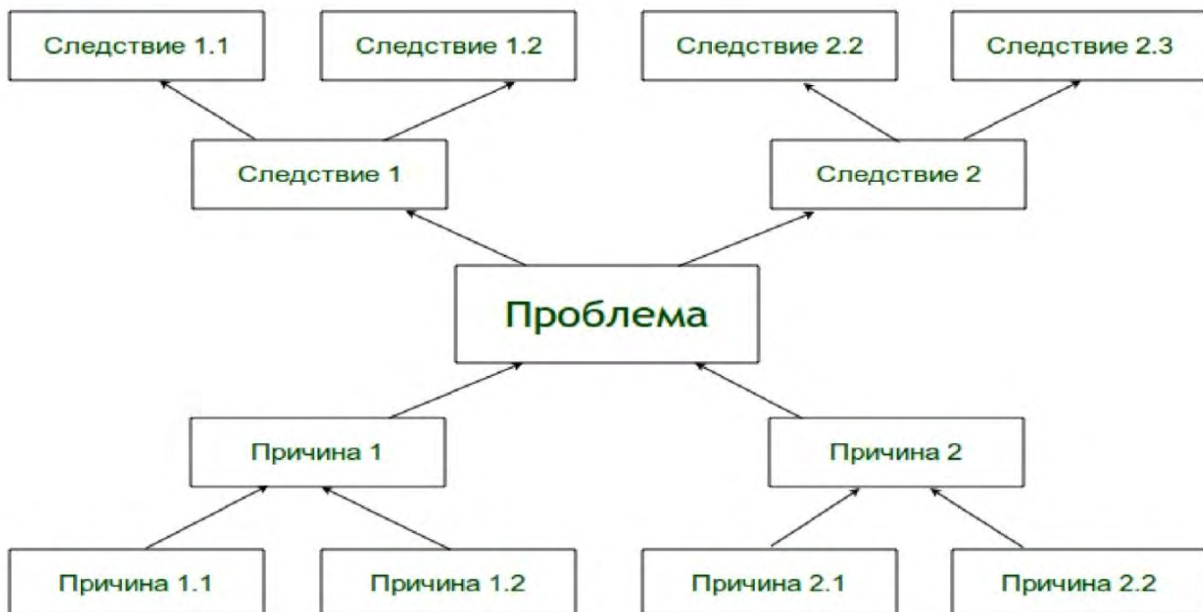 Следствие 1.1
Следствие 1.2
Следствие 2.2
Следствие 2.3
Следствие 1
Следствие 2
Проблема
Причина 1
Причина 2
Причина 1.1
Причина 1.2
Причина 2.1
Причина 2.2